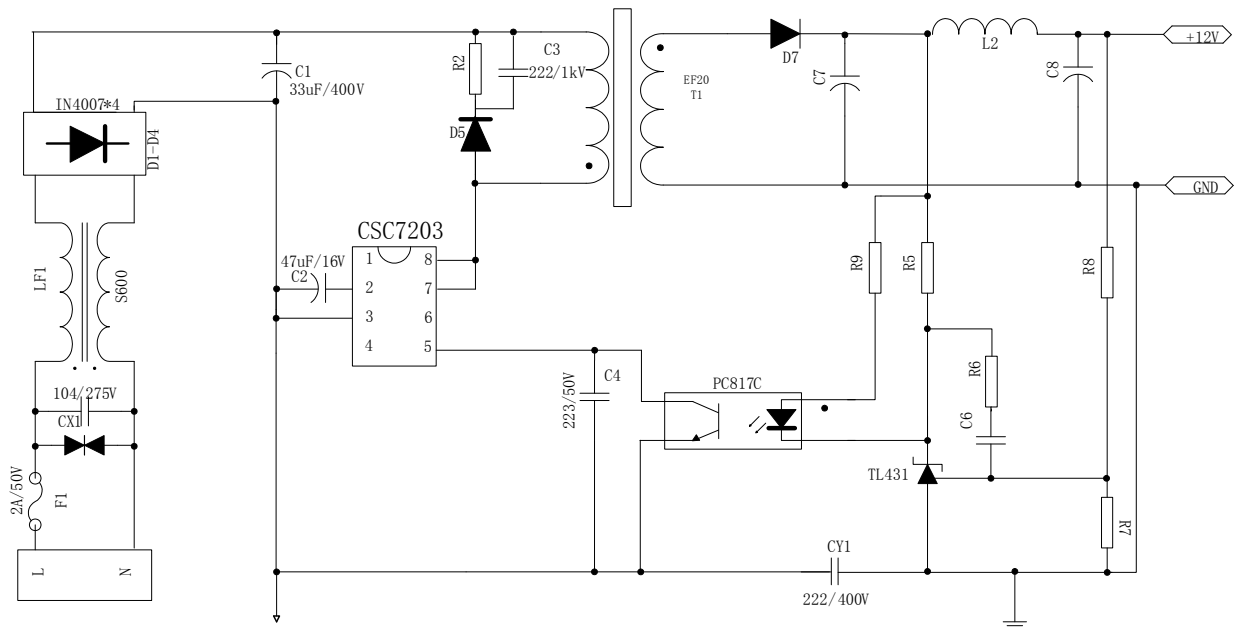 R2
C3
222/1kV
C1
33uF/400V
D7
L2
+12V
C7
C8
EF20
T1
IN4007*4
D1-D4
D5
GND
CSC7203
47uF/16V
C2
1
8
2
7
3
6
4
5
LF1
S600
R9
R5
R8
104/275V
CX1
C4
223/50V
PC817C
R6
C6
2A/50V
F1
TL431
R7
L
N
CY1
222/400V